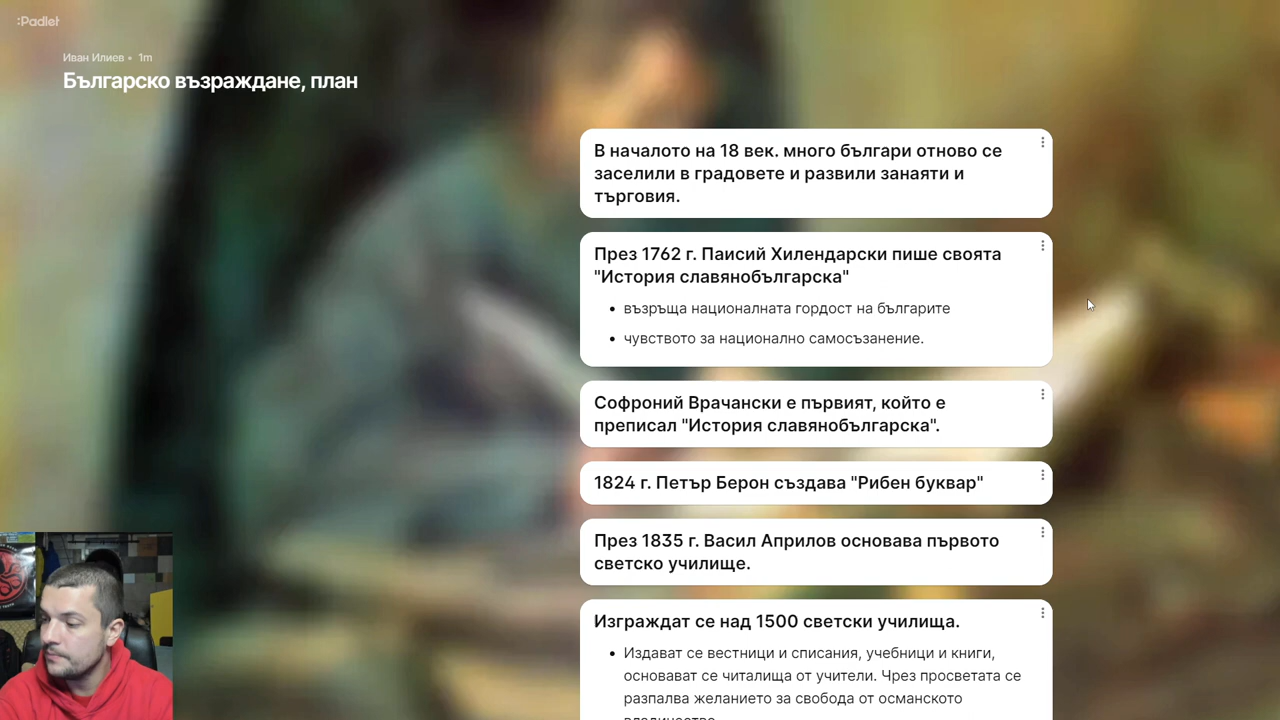 :Padlet
Иван Илиев • 1m
Българско възраждане, план
В началото на 18 век. много българи отново се
заселили в градовете и развили занаяти и
търговия.
През 1762 г. Паисий Хилендарски пише своята
"История славянобългарска"
• възръща националната гордост на българите
• чувството за национално самосъзанение.
Софроний Врачански е първият, който е
преписал "История славянобългарска".
1824 г. Петър Берон създава "Рибен буквар"
През 1835 г. Васил Априлов основава първото
светско училище.
Изграждат се над 1500 светски училища.
• Издават се вестници и списания, учебници и книги,
основават се читалища от учители. Чрез просветата се
разпалва желанието за свобода от османското